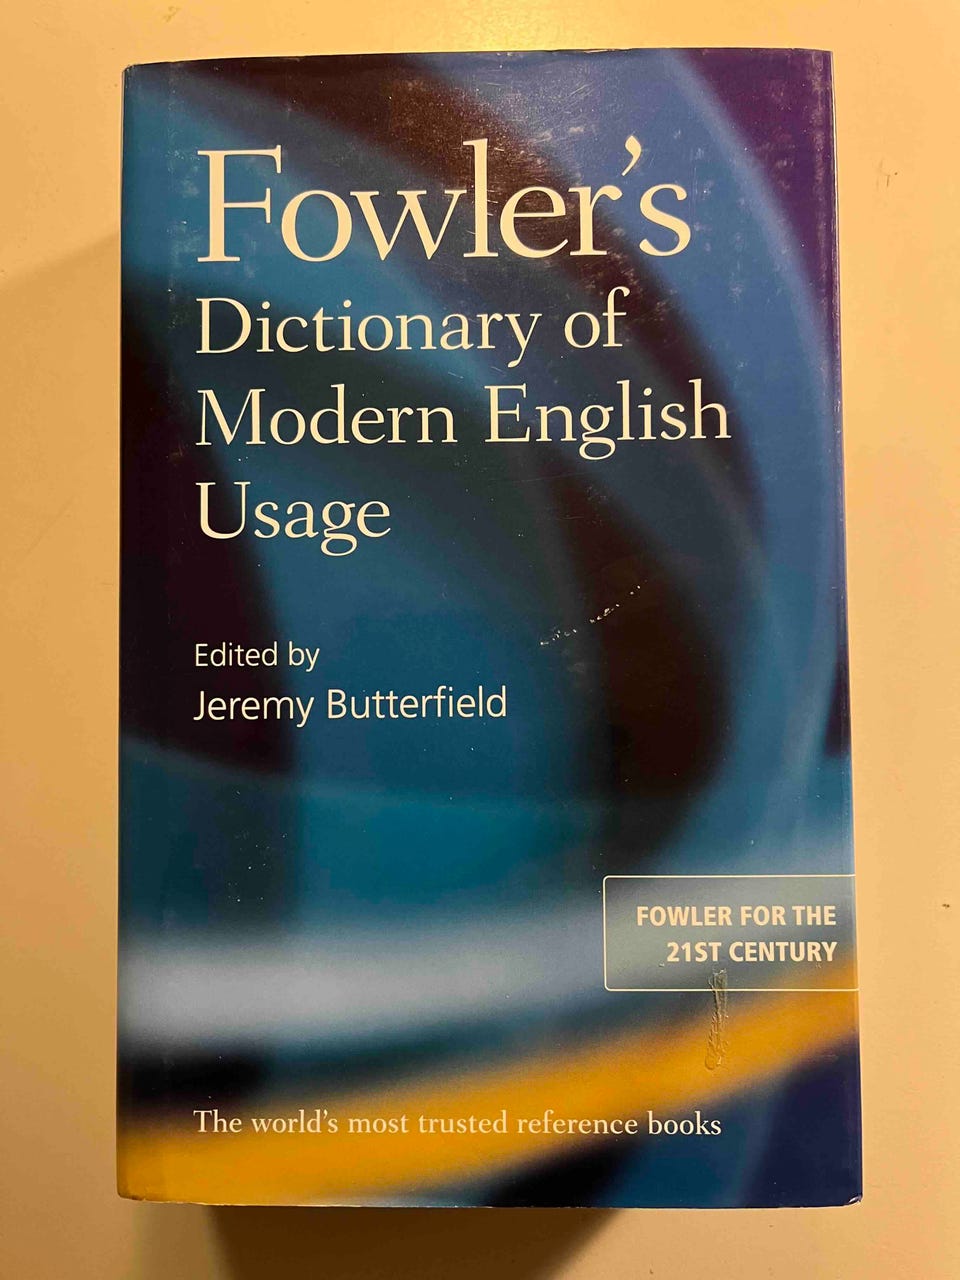 Fowler's
Dictionary of
Modern English
Usage
Edited by
Jeremy Butterfield
FOWLER FOR THE
21ST CENTURY
The world's most trusted reference books